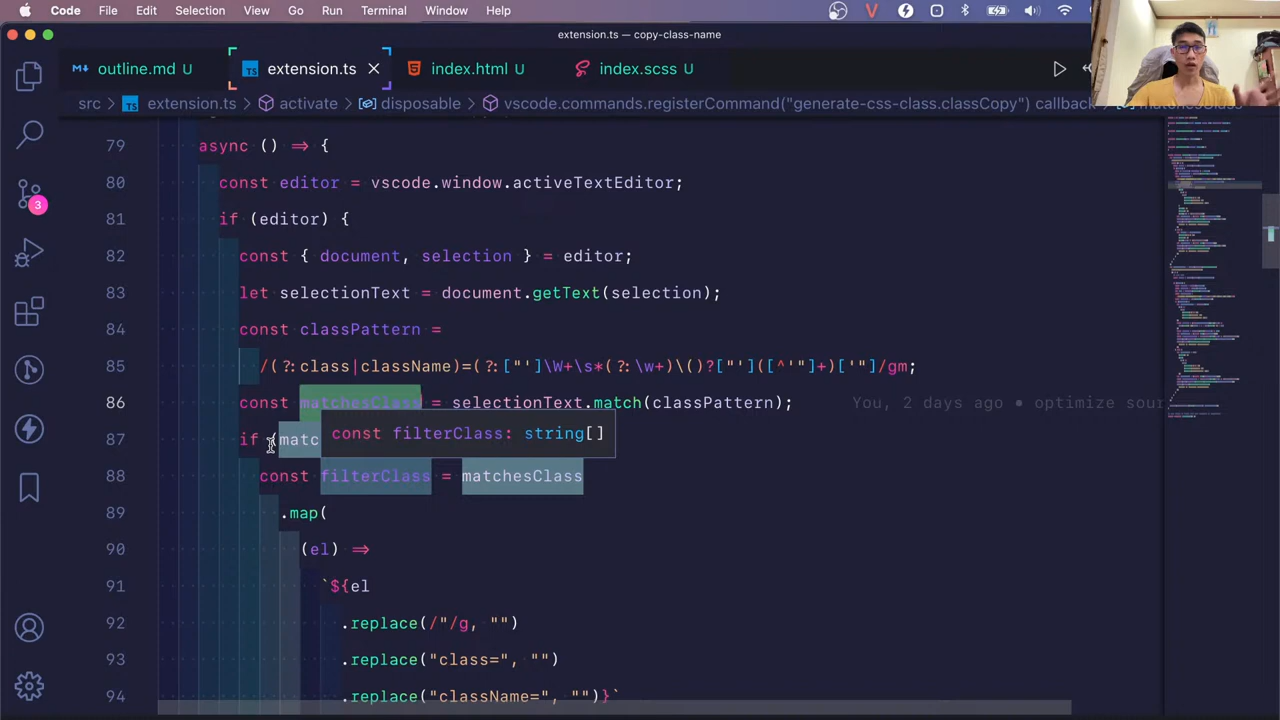 Code File Edit Selection View Go Run Terminal Window Help
extension.ts — copy-class-name
outline.md U
TS extension.ts
index.html U
index.scss U
src extension.ts activate disposable vscode.commands.registerCommand("generate-css-class.classCopy") callback matchesClass
79 async () => {
80 const editor = vscode.window.activeTextEditor;
81 if (editor) {
82 const { document, selection } = editor;
83 let selectionText = document.getText(selection);
84 const classPattern =
85 /(?:class|className)=(?:["']\W+\s*(?:\W+)\()?["']([^'"]+)['"]/gm;
86 const matchesClass = selectionText.match(classPattern);
You, 2 days ago • optimize sour
87 if (matc
const filterClass: string[]
88 const filterClass = matchesClass
89 .map(
90 (el) =>
91 `${el
92 .replace(/"/g, "")
93 .replace("class=", "")
94 .replace("className=", "")}`
3